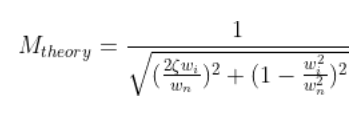 M_{theory} = \frac{1}{\sqrt{(\frac{2\zeta w_i}{w_n})^2 + (1 - \frac{w_i^2}{w_n^2})^2}}